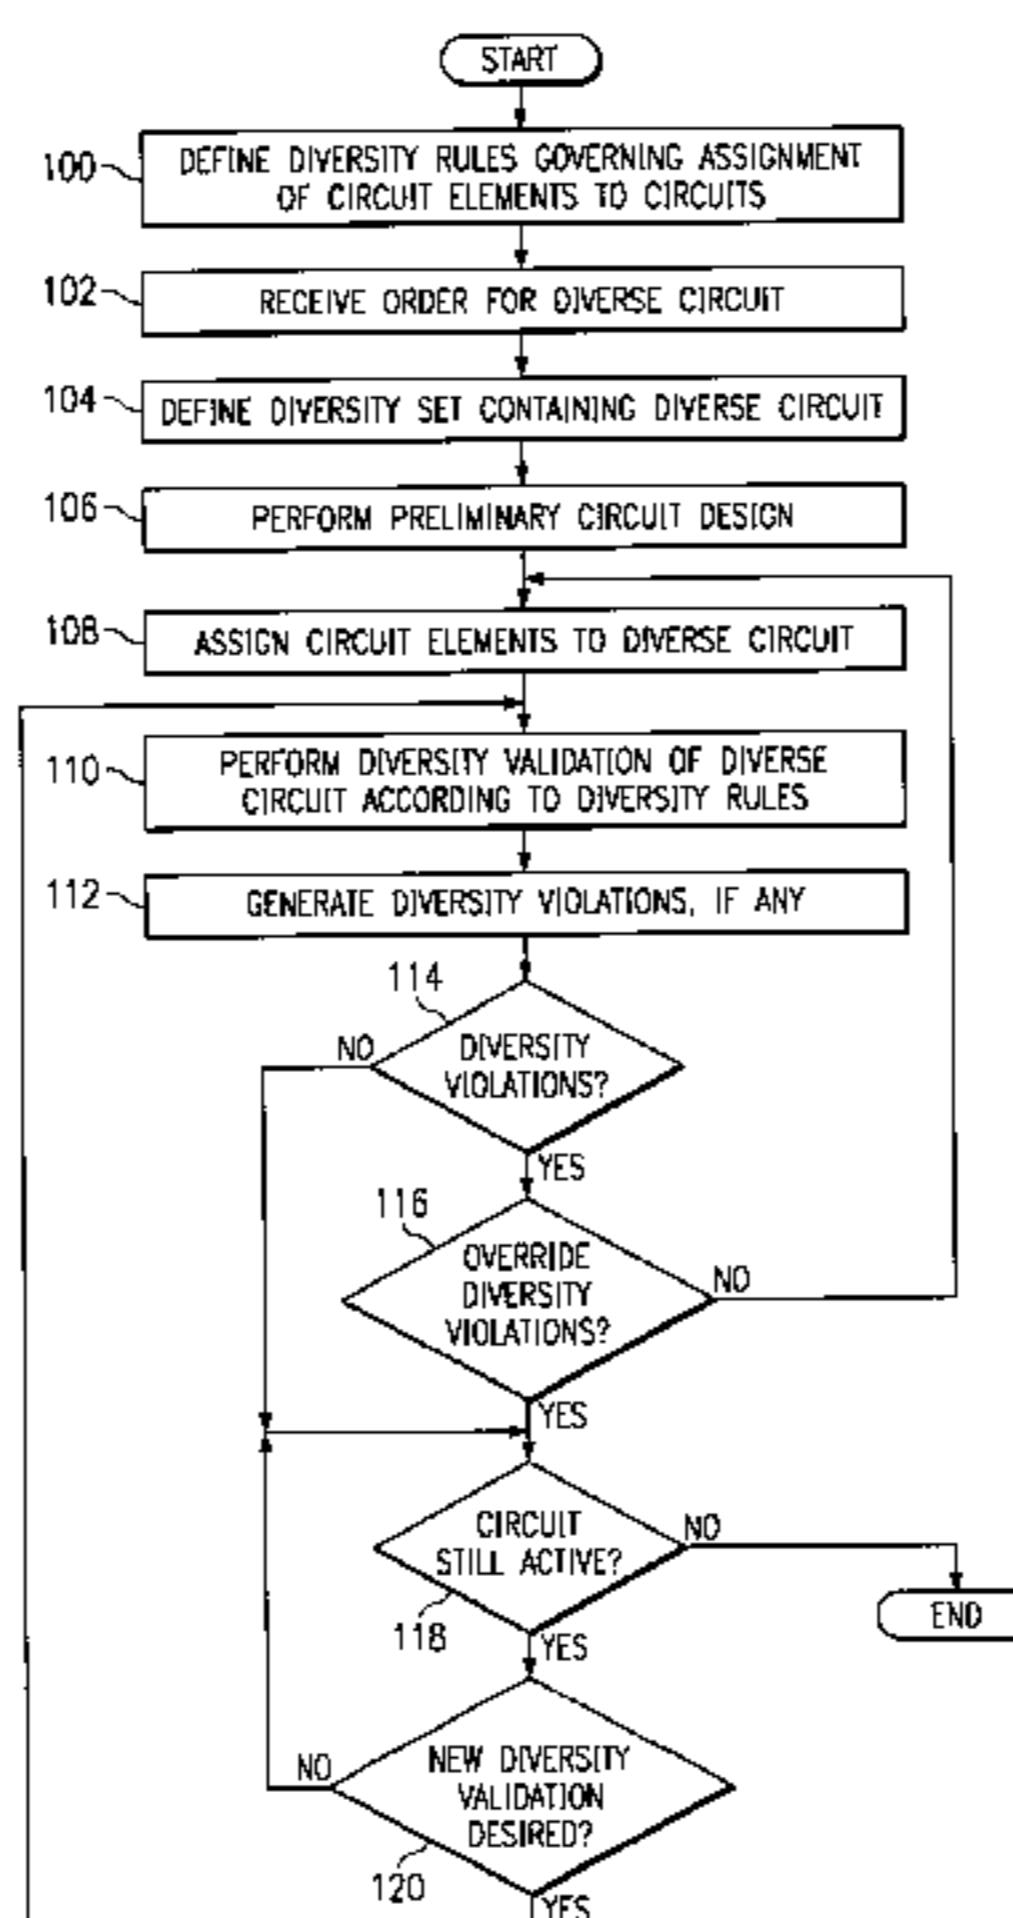 START
100
DEFINE DIVERSITY RULES GOVERNING ASSIGNMENT
OF CIRCUIT ELEMENTS TO CIRCUITS
102
RECEIVE ORDER FOR DIVERSE CIRCUIT
104
DEFINE DIVERSITY SET CONTAINING DIVERSE CIRCUIT
106
PERFORM PRELIMINARY CIRCUIT DESIGN
108
ASSIGN CIRCUIT ELEMENTS TO DIVERSE CIRCUIT
110
PERFORM DIVERSITY VALIDATION OF DIVERSE
CIRCUIT ACCORDING TO DIVERSITY RULES
112
GENERATE DIVERSITY VIOLATIONS, IF ANY
114
NO
DIVERSITY
VIOLATIONS?
YES
116
OVERRIDE
DIVERSITY
VIOLATIONS?
NO
YES
CIRCUIT
STILL ACTIVE?
NO
118
YES
END
NEW DIVERSITY
VALIDATION
DESIRED?
NO
120
YES